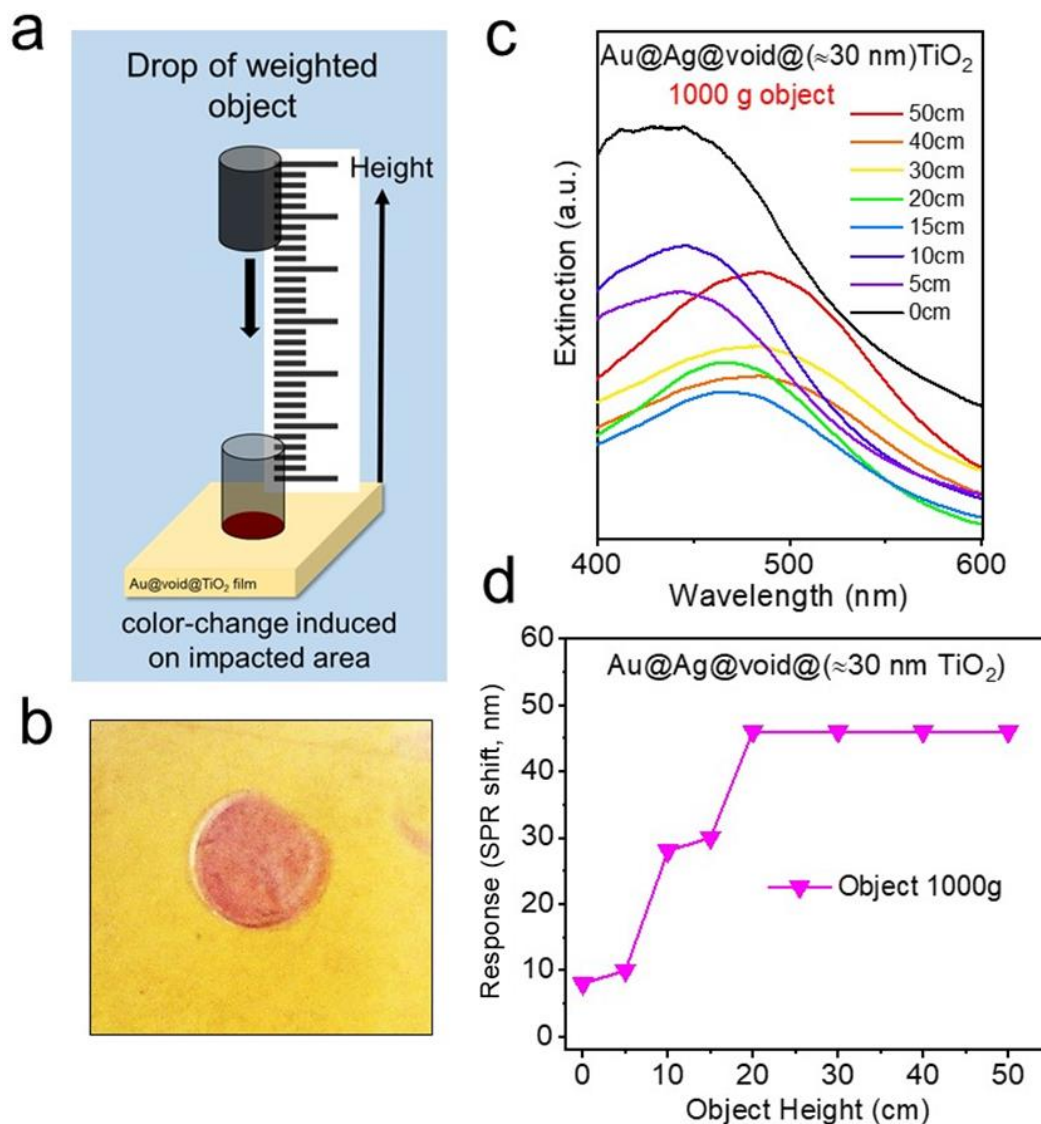 a
Drop of weighted
object
Height
Au@void@TiO₂ film
color-change induced
on impacted area
b
c
Au@Ag@void@(≈30 nm)TiO₂
1000 g object
50cm
40cm
30cm
20cm
15cm
10cm
5cm
0cm
Extinction (a.u.)
400
500
600
Wavelength (nm)
d
Au@Ag@void@(≈30 nm TiO₂)
60
50
40
30
20
10
0
Response (SPR shift, nm)
Object 1000g
0
10
20
30
40
50
Object Height (cm)